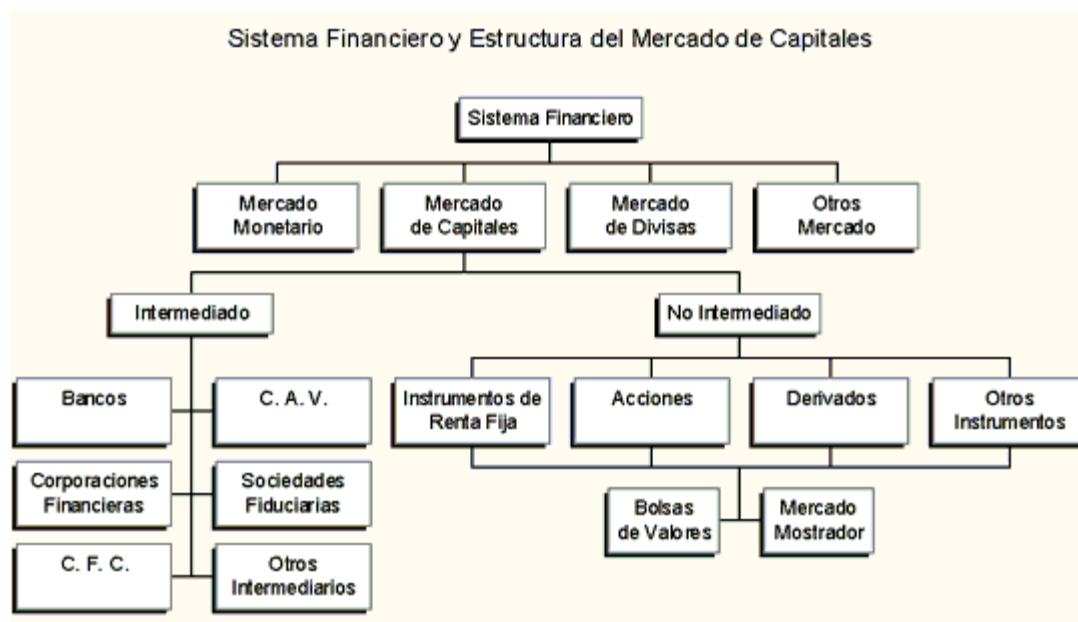 Sistema Financiero y Estructura del Mercado de Capitales
Sistema Financiero
Mercado
Monetario
Mercado
de Capitales
Mercado
de Divisas
Otros
Mercado
Intermediado
No Intermediado
Bancos
C. A. V.
Corporaciones
Financieras
Sociedades
Fiduciarias
C. F. C.
Otros
Intermediarios
Instrumentos de
Renta Fija
Acciones
Derivados
Otros
Instrumentos
Bolsas
de Valores
Mercado
Mostrador